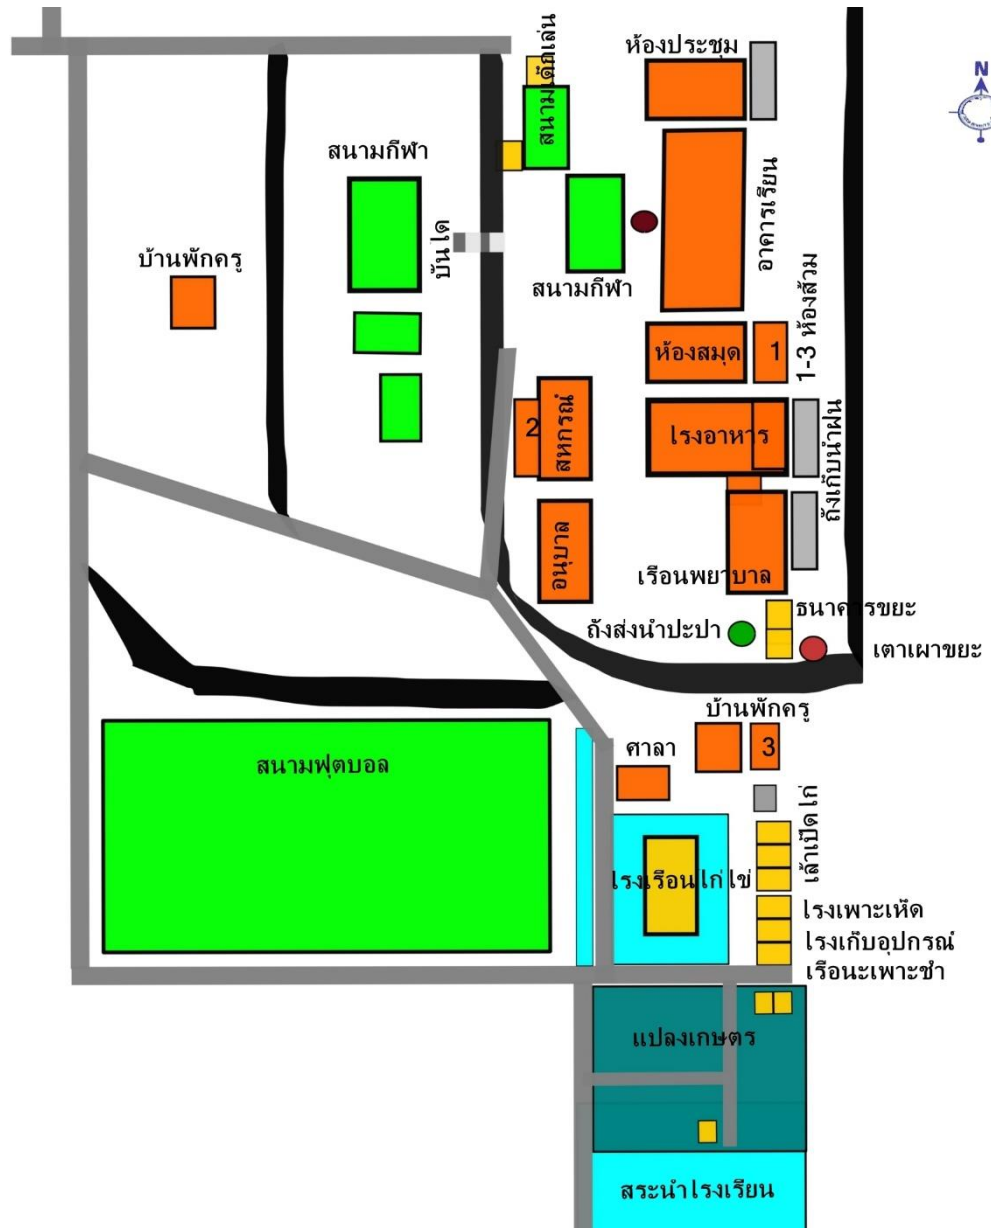 ห้องประชุม
สนามเด็กเล่น
N
สนามกีฬา
บันได
อาคารเรียน
บ้านพักครู
สนามกีฬา
ห้องสมุด
1
1-3 ห้องส้วม
2
สหกรณ์
โรงอาหาร
ถังเก็บนำฝน
อนุบาล
เรือนพยาบาล
ธนาคารขยะ
ถังส่งนำปะปา
เตาเผาขยะ
บ้านพักครู
3
ศาลา
สนามฟุตบอล
เล้าเป็ดไก่
โรงเรือนไก่ไข่
โรงเพาะเห็ด
โรงเก็บอุปกรณ์
เรือนะเพาะชำ
แปลงเกษตร
สระนำโรงเรียน